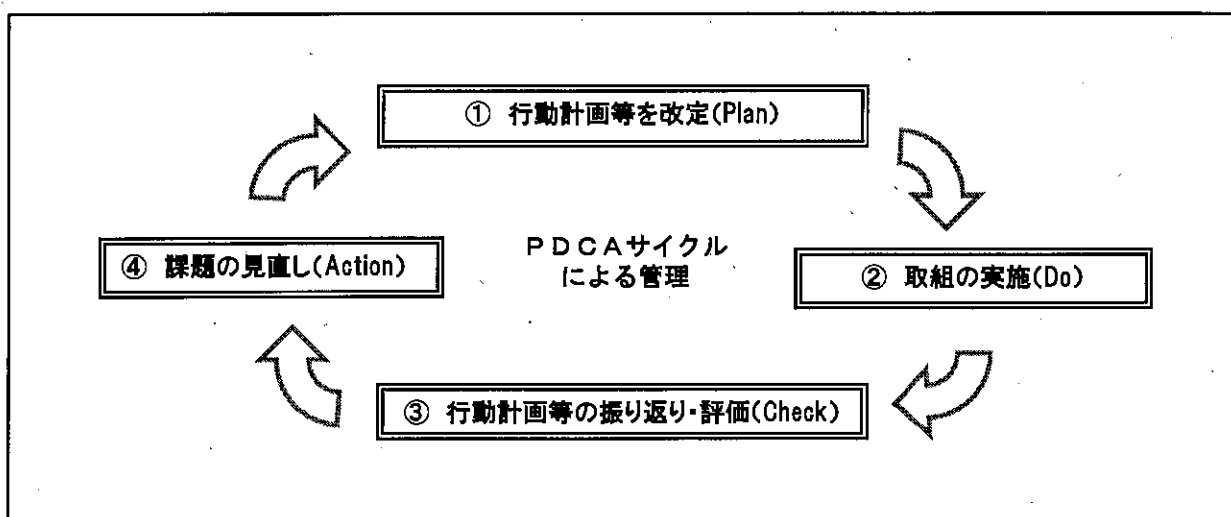 ① 行動計画等を改定(Plan)
④ 課題の見直し(Action)
PDCAサイクル
による管理
② 取組の実施(Do)
③ 行動計画等の振り返り・評価(Check)